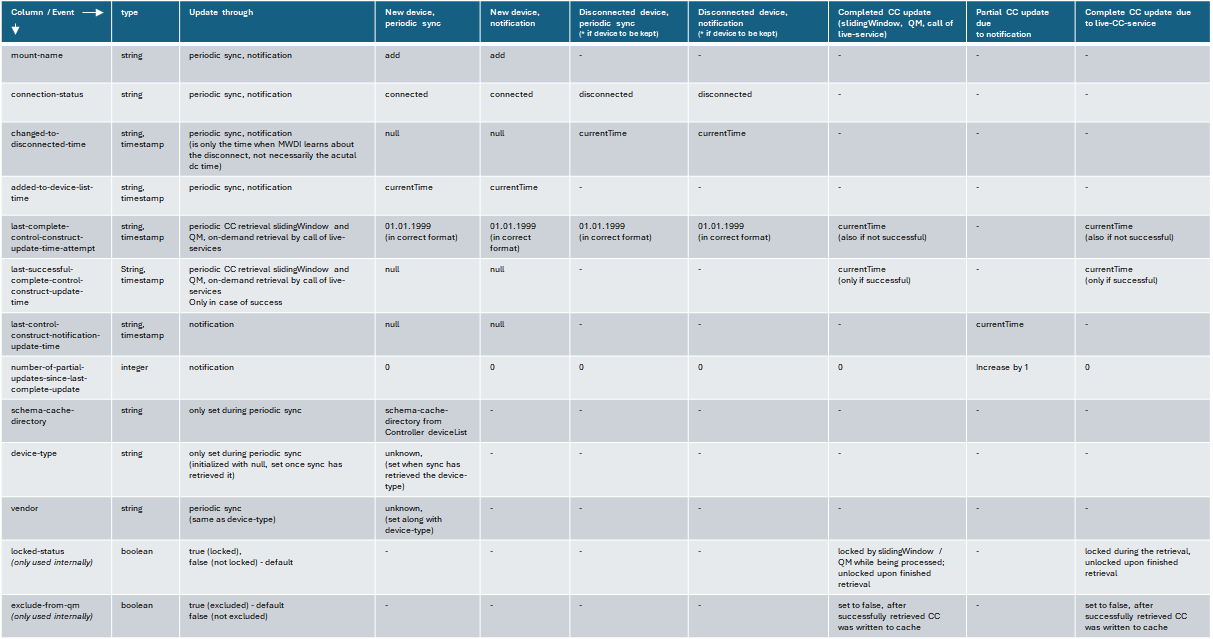 Column / Event
type
Update through
New device,
periodic sync
New device,
notification
Disconnected device,
periodic sync
(* if device to be kept)
Disconnected device,
notification
(* if device to be kept)
Completed CC update
(slidingWindow, QM, call of
live-service)
Partial CC update
due
to notification
Complete CC update due
to live-CC-service
mount-name
string
periodic sync, notification
add
add
-
-
-
-
-
connection-status
string
periodic sync, notification
connected
connected
disconnected
disconnected
-
-
-
changed-to-
disconnected-time
string,
timestamp
periodic sync, notification
(is only the time when MWDI learns about
the disconnect, not necessarily the acutal
dc time)
null
null
currentTime
currentTime
-
-
-
added-to-device-list-
time
string,
timestamp
periodic sync, notification
currentTime
currentTime
-
-
-
-
-
last-complete-
control-construct-
update-time-attempt
string,
timestamp
periodic CC retrieval slidingWindow and
QM, on-demand retrieval by call of live-
services
01.01.1999
(in correct format)
01.01.1999
(in correct
format)
01.01.1999
(in correct format)
01.01.1999
(in correct format)
currentTime
(also if not successful)
-
currentTime
(also if not successful)
last-successful-
complete-control-
construct-update-
time
String,
timestamp
periodic CC retrieval slidingWindow and
QM, on-demand retrieval by call of live-
services
Only in case of success
null
null
-
-
currentTime
(only if successful)
-
currentTime
(only if successful)
last-control-
construct-notification-
update-time
string,
timestamp
notification
null
null
-
-
-
currentTime
-
number-of-partial-
updates-since-last-
complete-update
integer
notification
0
0
0
0
0
Increase by 1
0
schema-cache-
directory
string
only set during periodic sync
schema-cache-
directory from
Controller deviceList
-
-
-
-
-
-
device-type
string
only set during periodic sync
(initialized with null, set once sync has
retrieved it)
unknown,
(set when sync has
retrieved the device-
type)
-
-
-
-
-
-
vendor
string
periodic sync
(same as device-type)
unknown,
(set along with
device-type)
-
-
-
-
-
-
locked-status
(only used internally)
boolean
true (locked),
false (not locked) - default
-
-
-
-
locked by slidingWindow /
QM while being processed;
unlocked upon finished
retrieval
-
locked during the retrieval,
unlocked upon finished
retrieval
exclude-from-qm
(only used internally)
boolean
true (excluded) - default
false (not excluded)
-
-
-
-
set to false, after
successfully retrieved CC
was written to cache
-
set to false, after
successfully retrieved CC
was written to cache